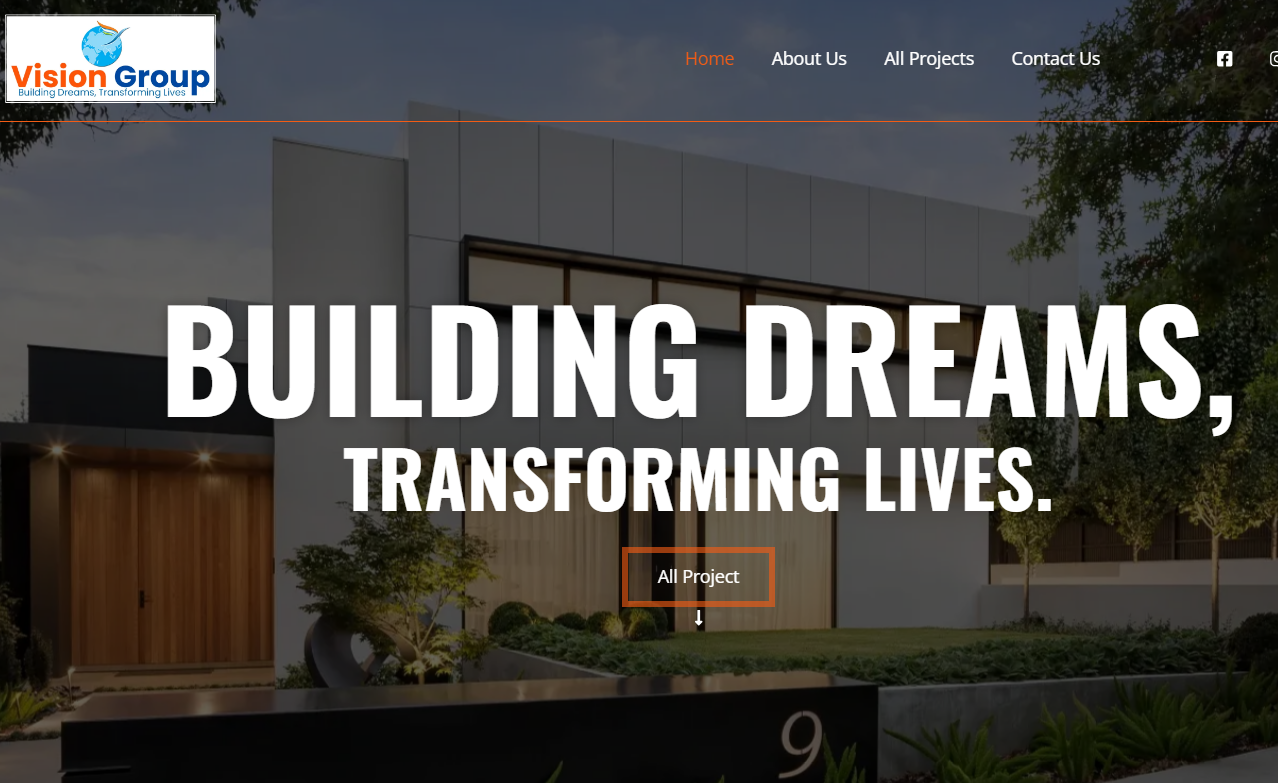 Vision Group
Building Dreams, Transforming Lives
Home About Us All Projects Contact Us
BUILDING DREAMS,
TRANSFORMING LIVES.
All Project
9